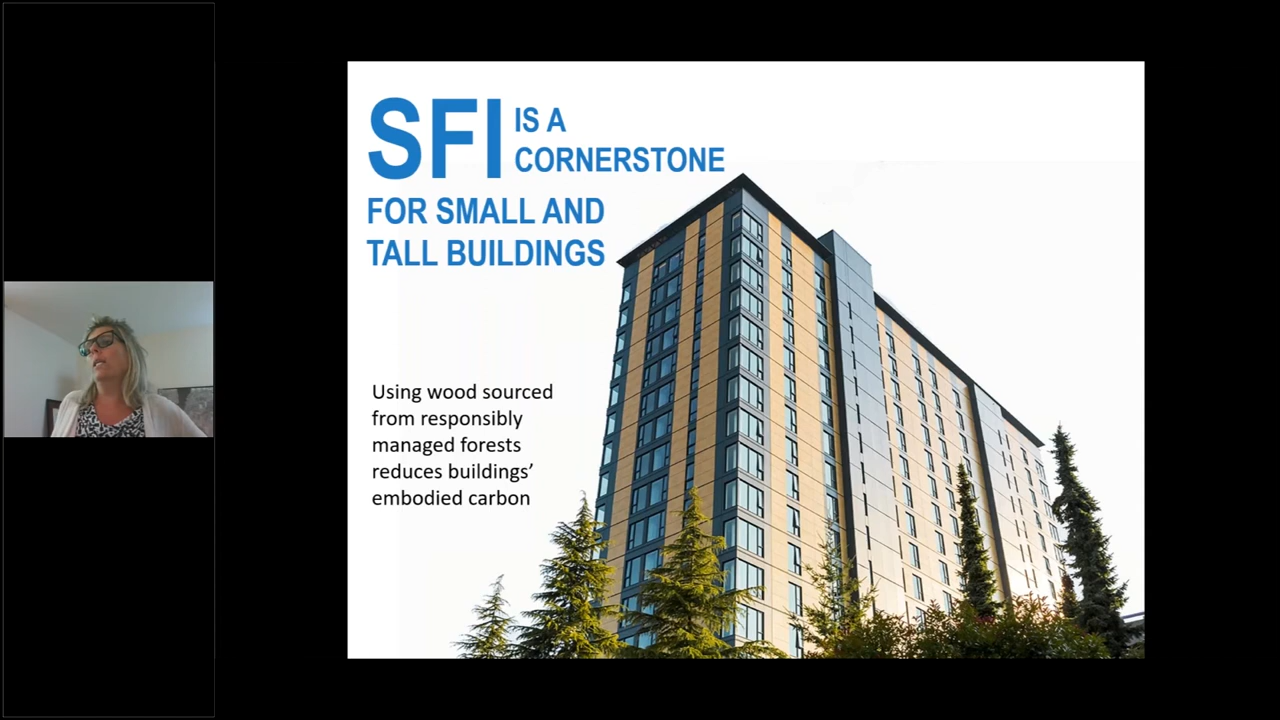 SFI IS A
CORNERSTONE
FOR SMALL AND
TALL BUILDINGS
Using wood sourced
from responsibly
managed forests
reduces buildings’
embodied carbon